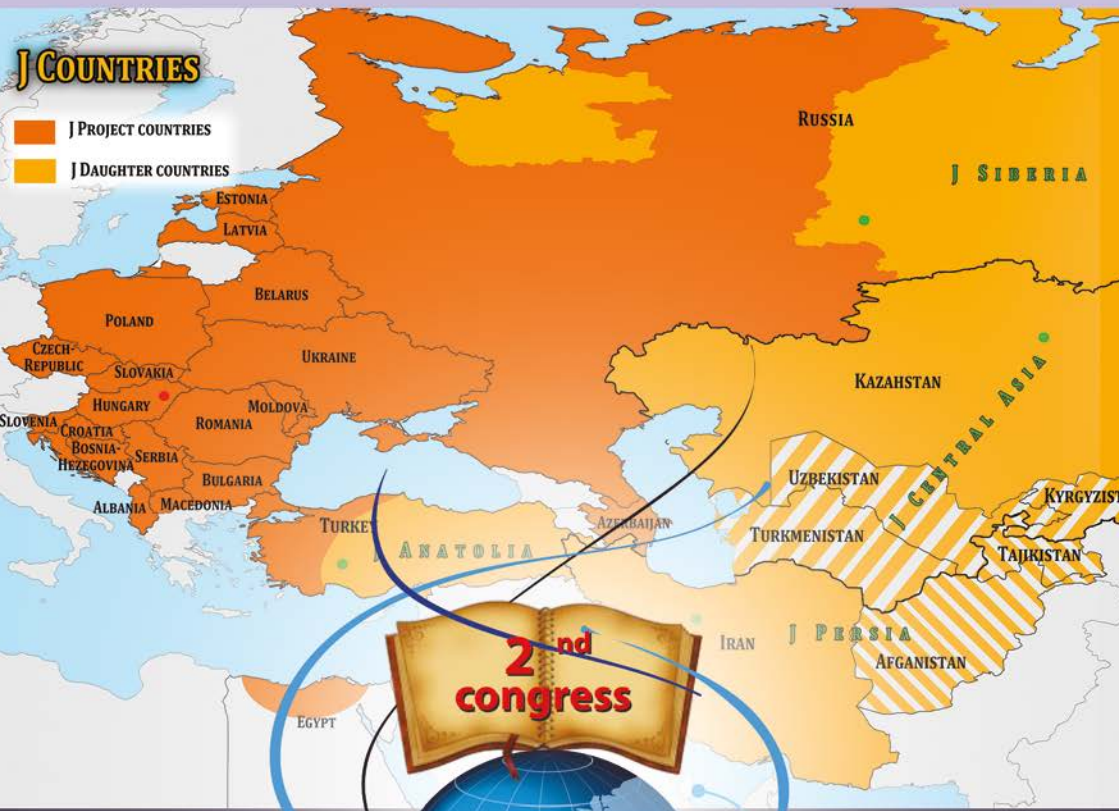 J COUNTRIES
J PROJECT COUNTRIES
J DAUGHTER COUNTRIES
RUSSIA
J SIBERIA
ESTONIA
LATVIA
BELARUS
POLAND
UKRAINE
CZECH-
REPUBLIC
SLOVAKIA
KAZAHSTAN
HUNGARY
MOLDOVA
ROMANIA
SLOVENIA
CROATIA
BOSNIA-
HEZEGOVINA
SERBIA
BULGARIA
ALBANIA
MACEDONIA
J CENTRAL ASIA
UZBEKISTAN
KYRGYZIST
TURKEY
AZERBAIJAN
TURKMENISTAN
J ANATOLIA
TAJIKISTAN
J PERSIA
IRAN
AFGANISTAN
EGYPT
2nd
congress